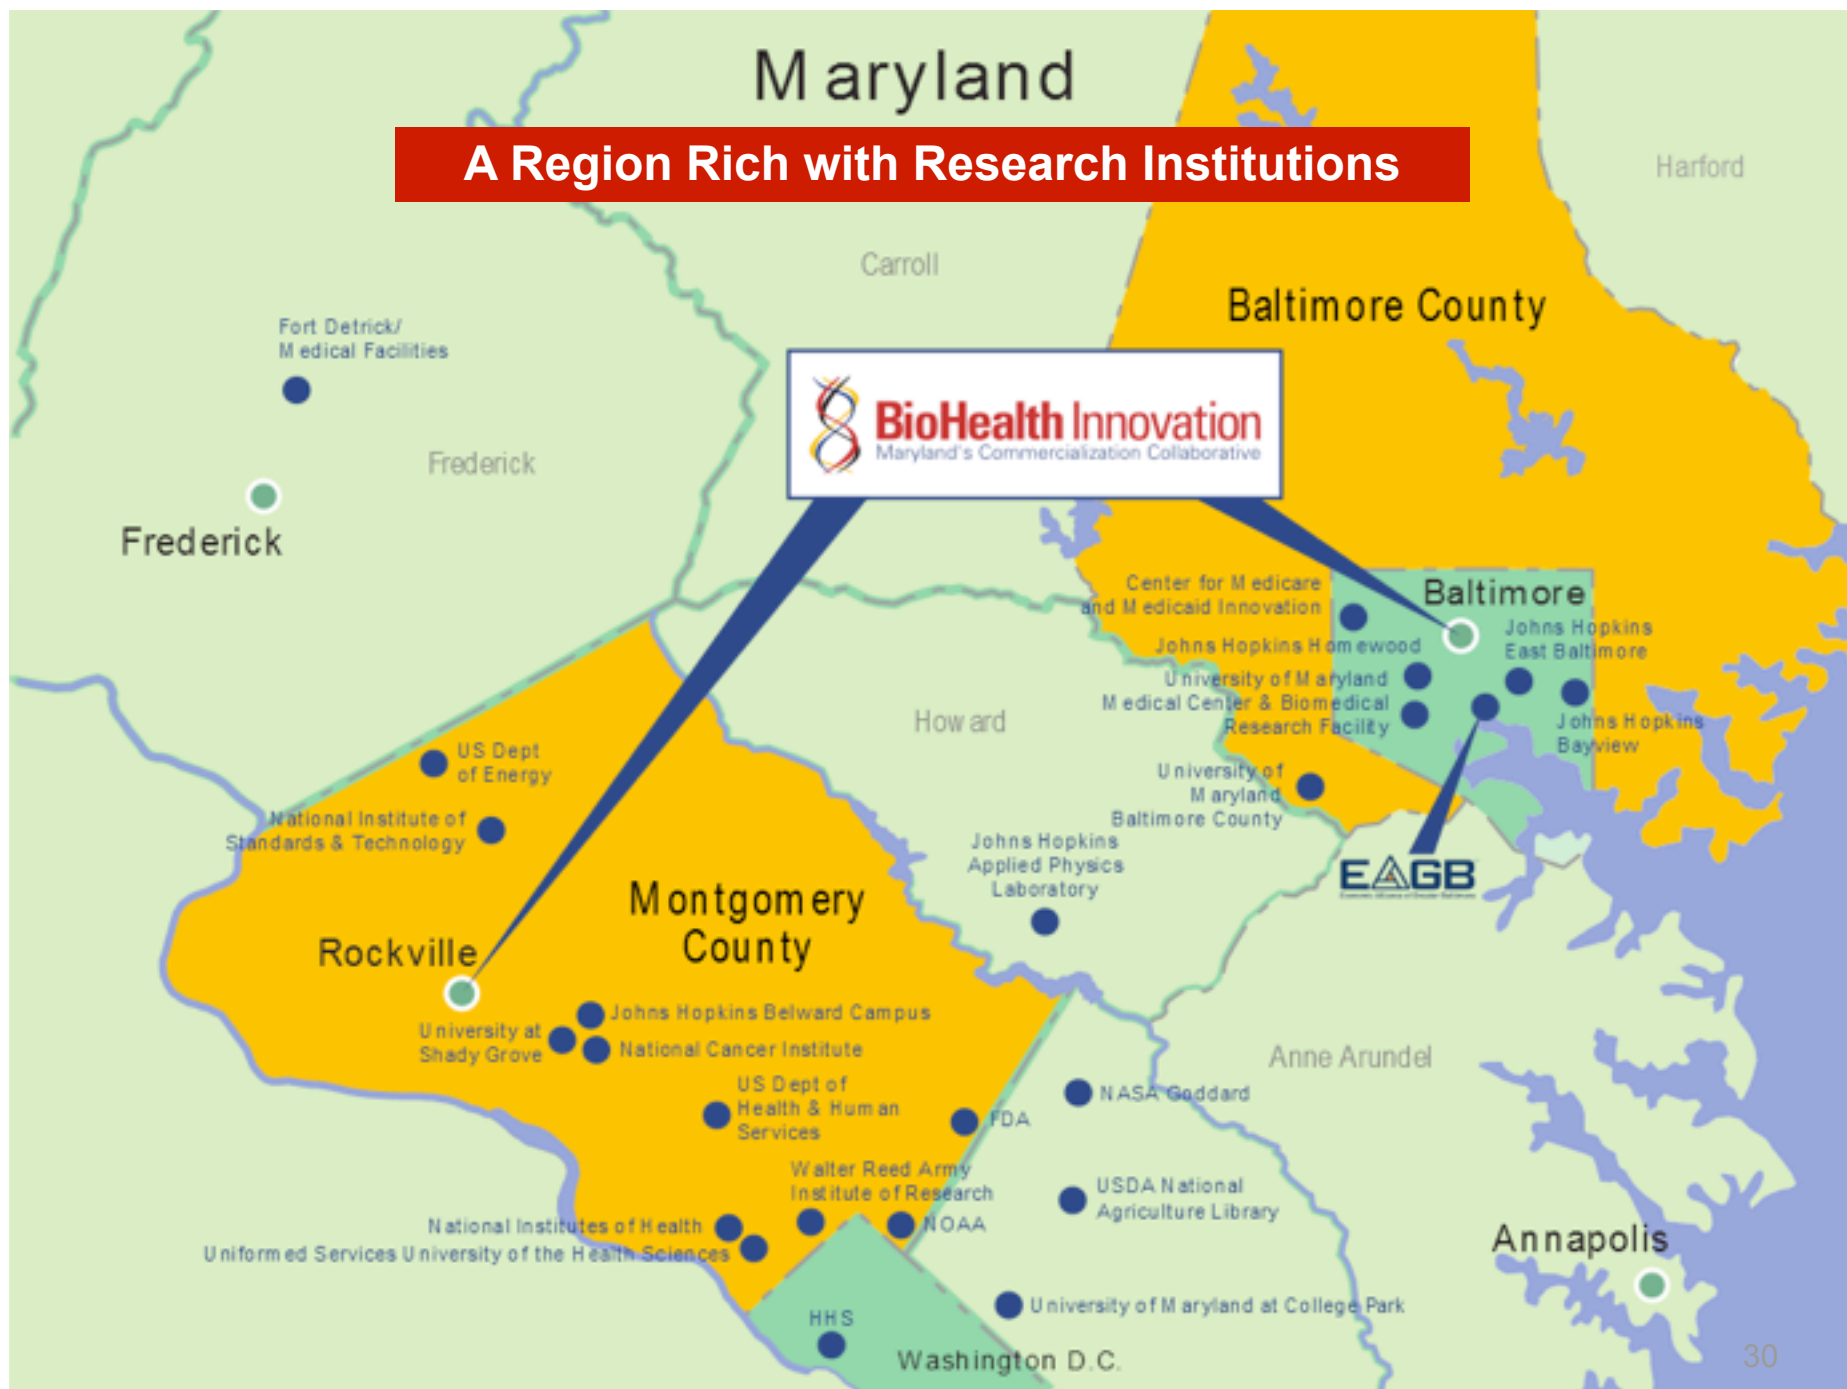 Maryland
A Region Rich with Research Institutions
Harford
Carroll
Baltimore County
Fort Detrick/
Medical Facilities
BioHealth Innovation
Maryland's Commercialization Collaborative
Frederick
Frederick
Center for Medicare
and Medicaid Innovation
Baltimore
Johns Hopkins
East Baltimore
Johns Hopkins Homewood
University of Maryland
Medical Center & Biomedical
Research Facility
Johns Hopkins
Bayview
Howard
US Dept
of Energy
University of
Maryland
Baltimore County
National Institute of
Standards & Technology
Johns Hopkins
Applied Physics
Laboratory
EAGB
Montgomery
County
Rockville
Johns Hopkins Belward Campus
University at
Shady Grove
National Cancer Institute
Anne Arundel
US Dept of
Health & Human
Services
NASA Goddard
FDA
Walter Reed Army
Institute of Research
USDA National
Agriculture Library
National Institutes of Health
NOAA
Uniformed Services University of the Health Sciences
Annapolis
University of Maryland at College Park
HHS
Washington D.C.
30